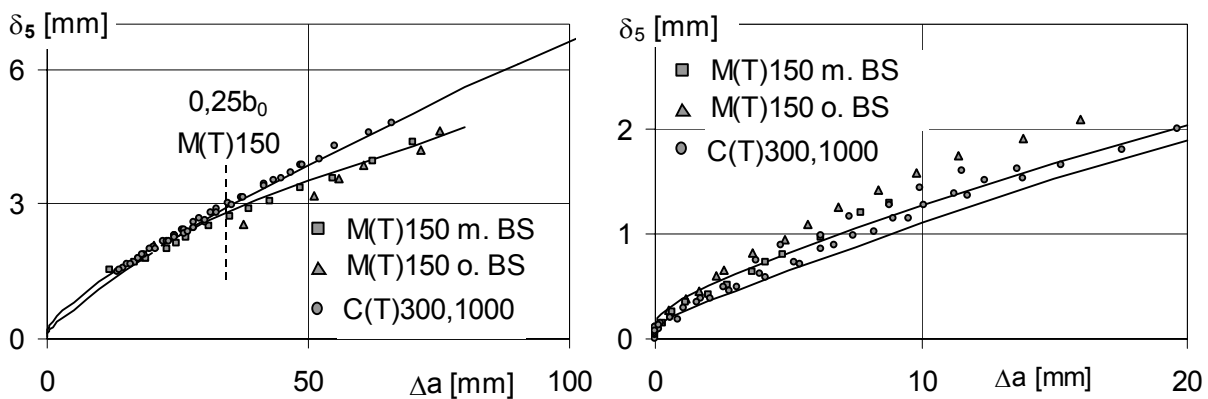 δ5 [mm]
6
3
0
0,25b0
M(T)150
M(T)150 m. BS
M(T)150 o. BS
C(T)300,1000
0
50
Δa [mm]
100
δ5 [mm]
2
1
0
M(T)150 m. BS
M(T)150 o. BS
C(T)300,1000
0
10
Δa [mm]
20